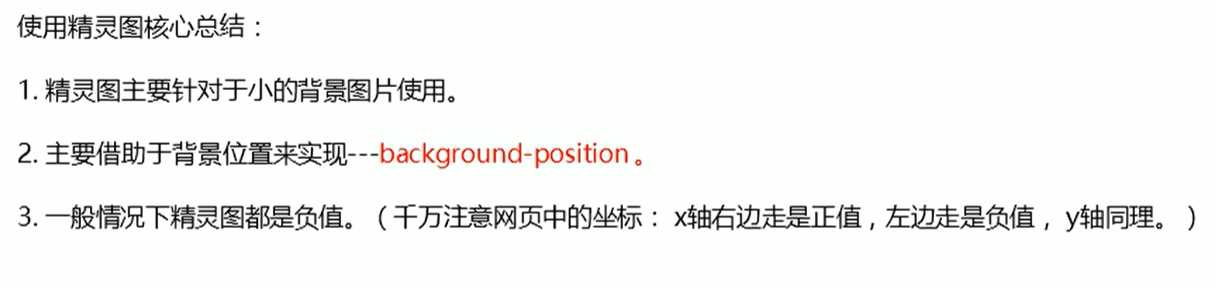 使用精灵图核心总结：
1. 精灵图主要针对于小的背景图片使用。
2. 主要借助于背景位置来实现---background-position 。
3. 一般情况下精灵图都是负值。（千万注意网页中的坐标： x轴右边走是正值，左边走是负值， y轴同理。）